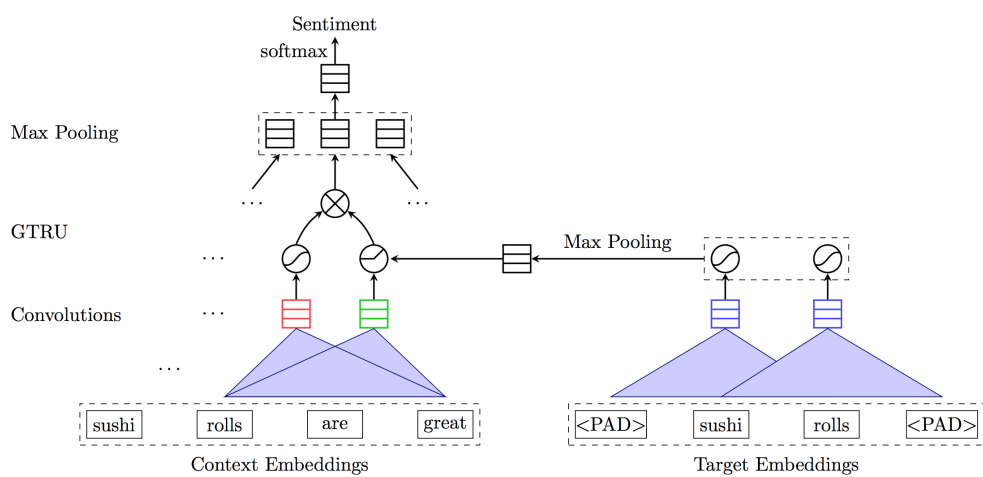 Sentiment
softmax
Max Pooling
...
...
GTRU
Max Pooling
...
Convolutions
...
...
sushi rolls are great
<PAD> sushi rolls <PAD>
Context Embeddings
Target Embeddings